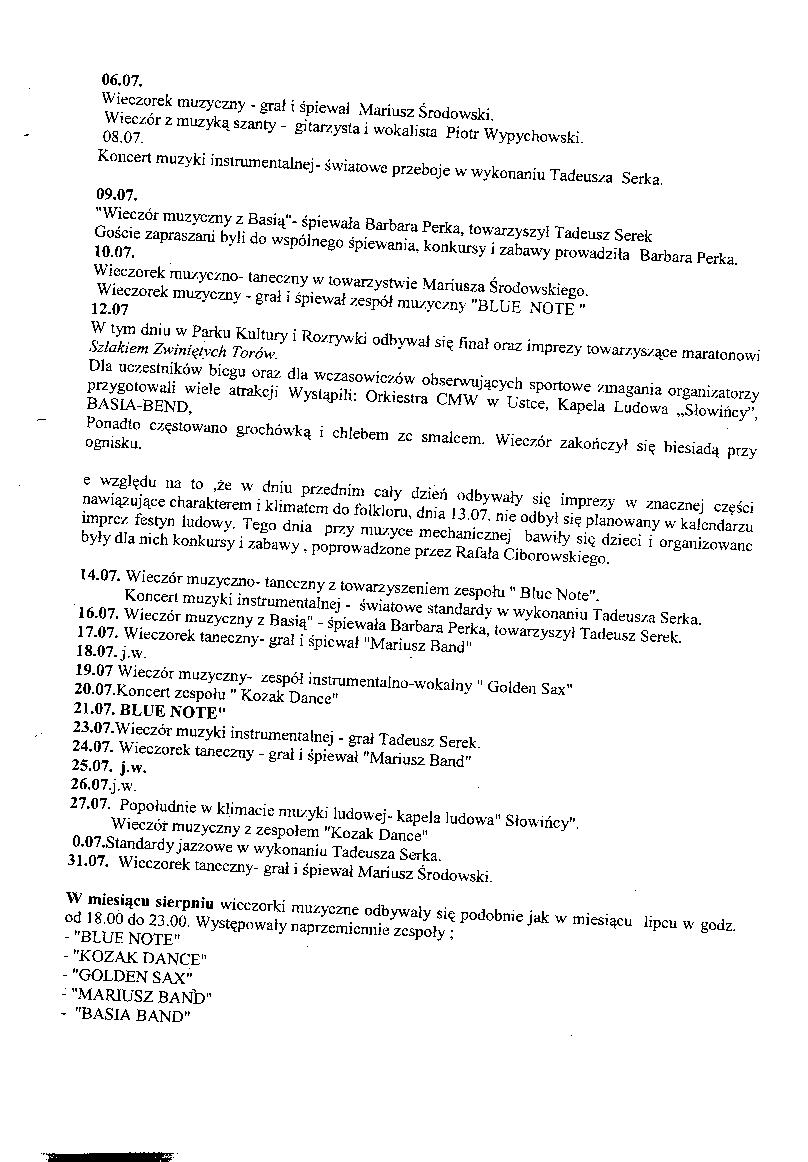 06.07.
Wieczorek muzyczny - grał i śpiewał Mariusz Środowski.
Wieczór z muzyką szanty - gitarzysta i wokalista Piotr Wypychowski.
08.07.
Koncert muzyki instrumentalnej- światowe przeboje w wykonaniu Tadeusza Serka.
09.07.
"Wieczór muzyczny z Basią"- śpiewała Barbara Perka, towarzyszył Tadeusz Serek
Goście zapraszani byli do wspólnego śpiewania, konkursy i zabawy prowadziła Barbara Perka.
10.07.
Wieczorek muzyczno- taneczny w towarzystwie Mariusza Środowskiego.
Wieczorek muzyczny - grał i śpiewał zespół muzyczny "BLUE NOTE "
12.07
W tym dniu w Parku Kultury i Rozrywki odbywał się finał oraz imprezy towarzyszące maratonowi
Szlakiem Zwiniętych Torów.
Dla uczestników biegu oraz dla wczasowiczów obserwujących sportowe zmagania organizatorzy
przygotowali wiele atrakcji Wystąpili: Orkiestra CMW w Ustce, Kapela Ludowa „Słowińcy",
BASIA-BEND,
Ponadto częstowano grochówką i chlebem ze smalcem. Wieczór zakończył się biesiadą przy
ognisku.
e względu na to ,że w dniu przednim cały dzień odbywały się imprezy w znacznej części
nawiązujące charakterem i klimatem do folkloru, dnia 13.07. nie odbył się planowany w kalendarzu
imprez festyn ludowy. Tego dnia przy muzyce mechanicznej bawiły się dzieci i organizowane
były dla nich konkursy i zabawy , poprowadzone przez Rafała Ciborowskiego.
14.07. Wieczór muzyczno- taneczny z towarzyszeniem zespołu " Blue Note".
Koncert muzyki instrumentalnej - światowe standardy w wykonaniu Tadeusza Serka.
16.07. Wieczór muzyczny z Basią" - śpiewała Barbara Perka, towarzyszył Tadeusz Serek.
17.07. Wieczorek taneczny- grał i śpiewał "Mariusz Band"
18.07. j.w.
19.07 Wieczór muzyczny- zespół instrumentalno-wokalny " Golden Sax"
20.07.Koncert zespołu " Kozak Dance"
21.07. BLUE NOTE"
23.07.Wieczór muzyki instrumentalnej - grał Tadeusz Serek.
24.07. Wieczorek taneczny - grał i śpiewał "Mariusz Band"
25.07. j.w.
26.07.j.w.
27.07. Popołudnie w klimacie muzyki ludowej- kapela ludowa" Słowińcy".
Wieczór muzyczny z zespołem "Kozak Dance"
0.07.Standardy jazzowe w wykonaniu Tadeusza Serka.
31.07. Wieczorek taneczny- grał i śpiewał Mariusz Środowski.
W miesiącu sierpniu wieczorki muzyczne odbywały się podobnie jak w miesiącu lipcu w godz.
od 18.00 do 23.00. Występowały naprzemiennie zespoły ;
- "BLUE NOTE"
- "KOZAK DANCE"
- "GOLDEN SAX"
- "MARIUSZ BAND"
- "BASIA BAND"